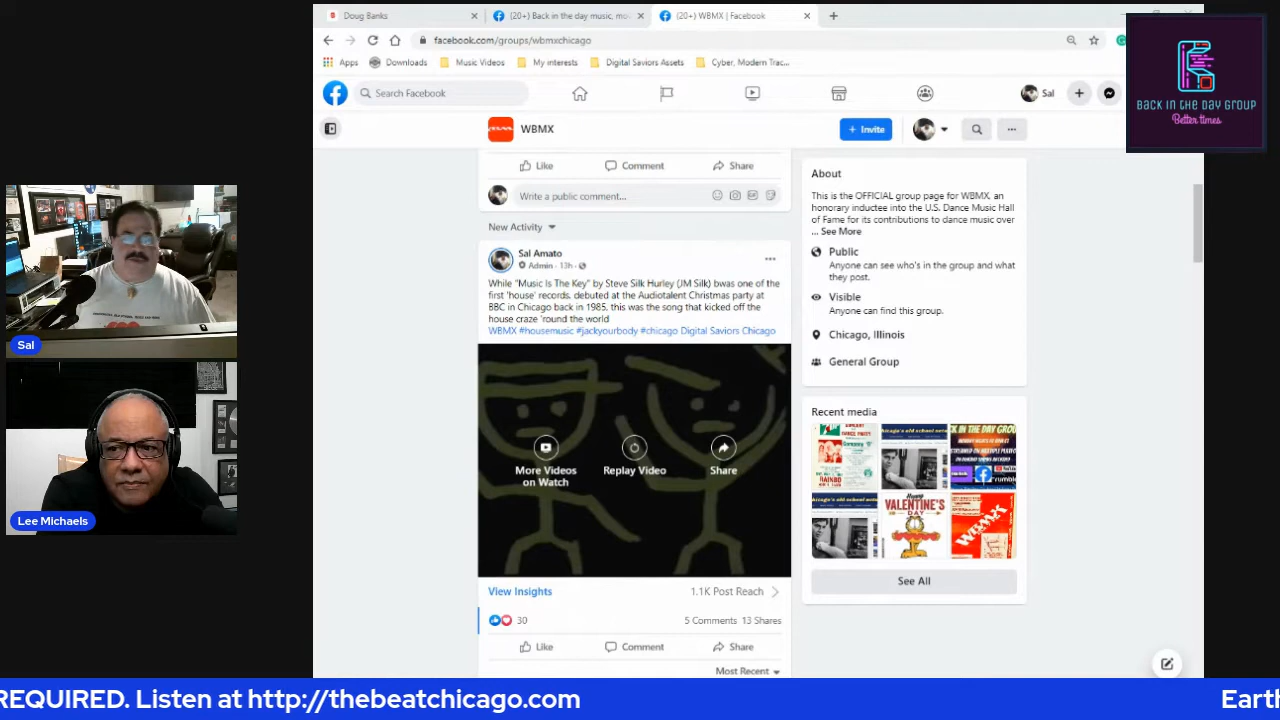 Doug Banks
(20+) Back in the day music, mo
(20+) WBMX | Facebook
facebook.com/groups/wbmxchicago
Apps
Downloads
Music Videos
My interests
Digital Saviors Assets
Cyber, Modern Trac...
BACK IN THE DAY GROUP
Better times
Search Facebook
Sal
WBMX
+ Invite
Like
Comment
Share
Write a public comment...
New Activity
Sal Amato
Admin · 13h ·
While "Music Is The Key" by Steve Silk Hurley (JM Silk) bwas one of the
first 'house' records. debuted at the Audiotalent Christmas party at
BBC in Chicago back in 1985, this was the song that kicked off the
house craze 'round the world
WBMX #housemusic #jackyourbody #chicago Digital Saviors Chicago
More Videos
on Watch
Replay Video
Share
View Insights
1.1K Post Reach
30
5 Comments 13 Shares
Like
Comment
Share
Most Recent
About
This is the OFFICIAL group page for WBMX, an
honorary inductee into the U.S. Dance Music Hall
of Fame for its contributions to dance music over
... See More
Public
Anyone can see who's in the group and what
they post.
Visible
Anyone can find this group.
Chicago, Illinois
General Group
Recent media
HAPPY
VALENTINE'S
DAY
WBMX
See All
Sal
Lee Michaels
REQUIRED. Listen at http://thebeatchicago.com
Earth